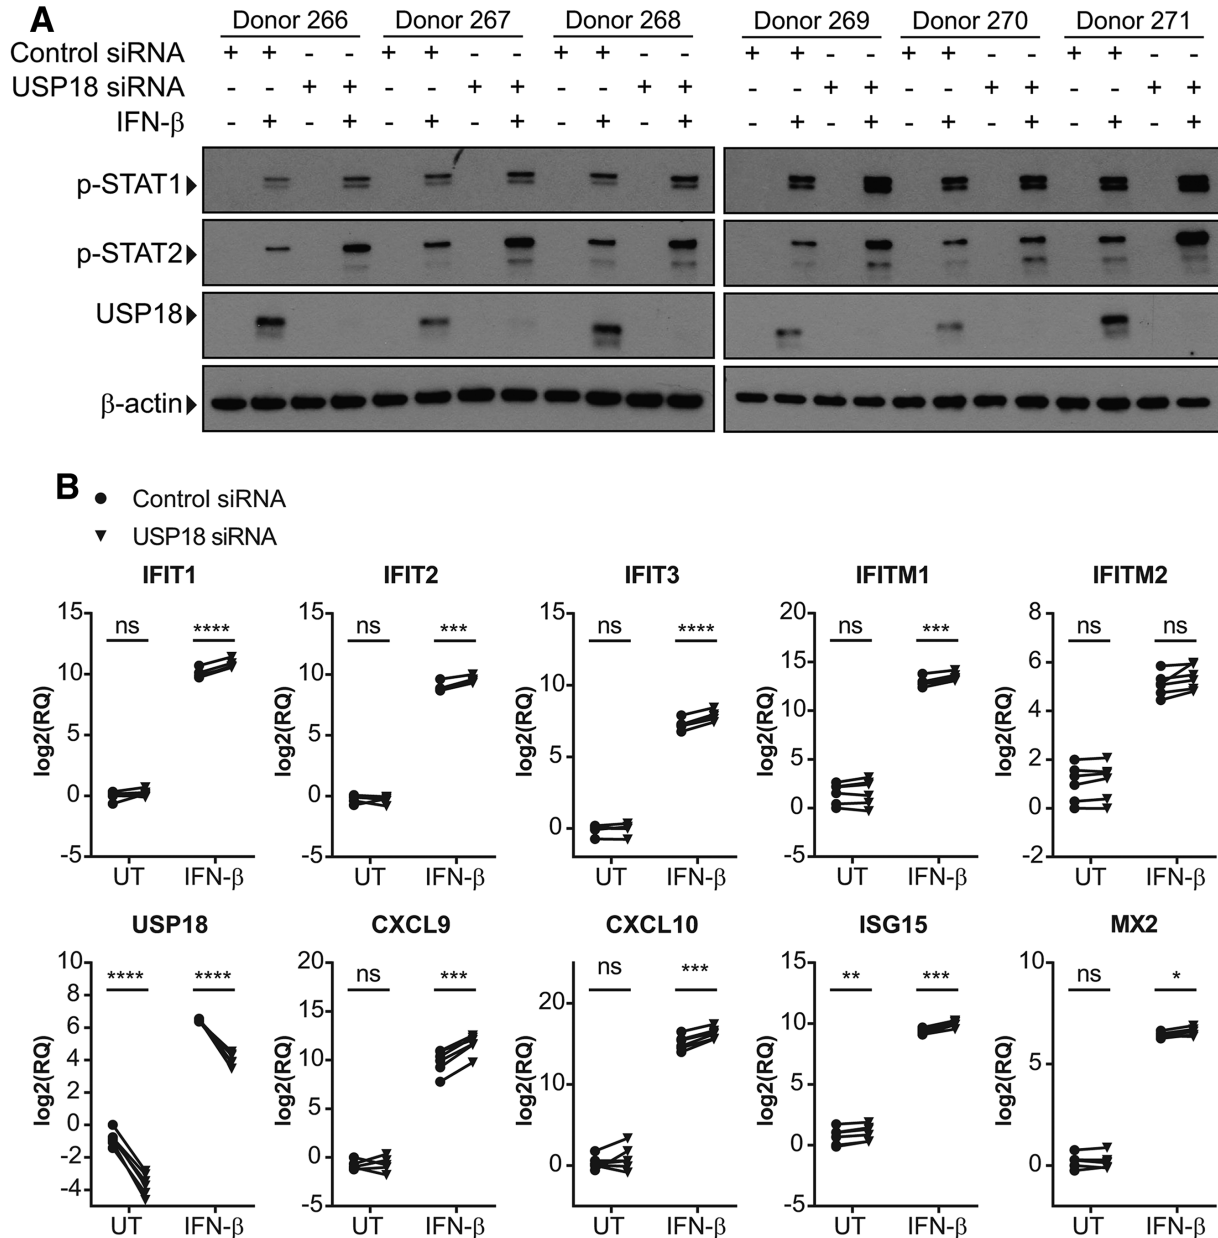 A
Donor 266 Donor 267 Donor 268 Donor 269 Donor 270 Donor 271
Control siRNA + + - - + + - - + + - - + + - - + + - - + + - -
USP18 siRNA - - + + - - + + - - + + - - + + - - + + - - + +
IFN-β - + - + - + - + - + - + - + - + - + - + - + - +
p-STAT1
p-STAT2
USP18
β-actin
B
Control siRNA
USP18 siRNA
IFIT1 IFIT2 IFIT3 IFITM1 IFITM2
log2(RQ)
15
10
5
0
-5
ns ****
UT IFN-β
log2(RQ)
15
10
5
0
-5
ns ***
UT IFN-β
log2(RQ)
15
10
5
0
ns ****
UT IFN-β
log2(RQ)
20
15
10
5
0
-5
ns ***
UT IFN-β
log2(RQ)
8
6
4
2
0
-2
ns ns
UT IFN-β
USP18 CXCL9 CXCL10 ISG15 MX2
log2(RQ)
10
8
6
4
2
0
-2
-4
**** ****
UT IFN-β
log2(RQ)
20
15
10
5
0
-5
ns ***
UT IFN-β
log2(RQ)
20
10
0
ns ***
UT IFN-β
log2(RQ)
15
10
5
0
-5
** ***
UT IFN-β
log2(RQ)
10
5
0
ns *
UT IFN-β